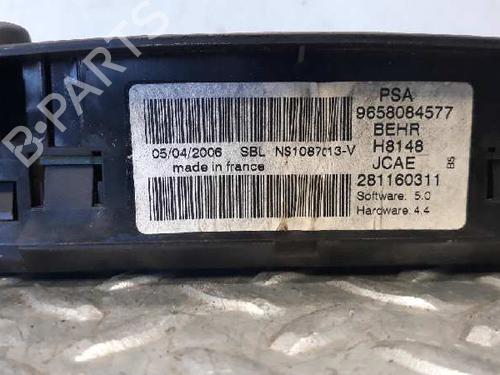 B-PARTS
PSA
9658084577
BEHR
H8148
JCAE
B5
281160311
Software. 5.0
Hardware. 4.4
05/04/2006 SBL NS1087013-V
made in france